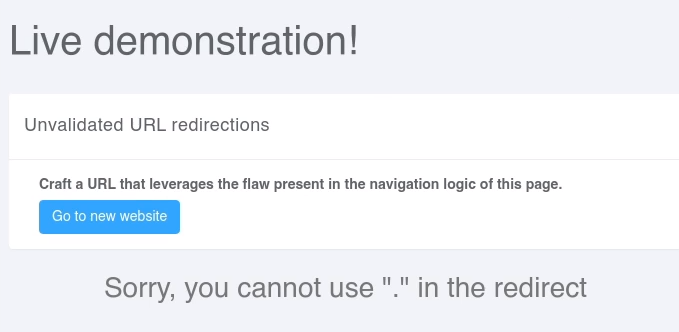 Live demonstration!
Unvalidated URL redirections
Craft a URL that leverages the flaw present in the navigation logic of this page.
Go to new website
Sorry, you cannot use "." in the redirect